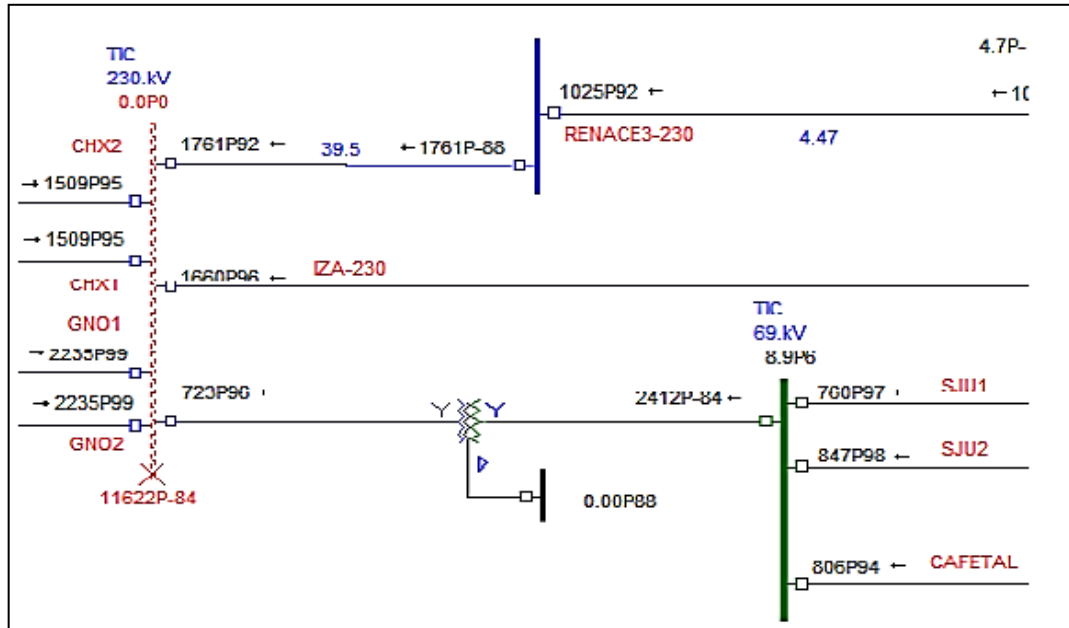 TIC
230.kV
0.0P0
CHX2
1761P92 ←
39.5
← 1761P-88
1025P92 ←
RENACE3-230
4.47
4.7P-
← 10
→ 1509P95
→ 1509P95
CHX1
1660P96 ←
IZA-230
GNO1
→ 2235P99
723P96
→ 2235P99
GNO2
11622P-84
Y
Y
0.00P88
TIC
69.kV
8.9P6
2412P-84 ←
760P97 ←
SJU1
847P98 ←
SJU2
806P94 ←
CAFETAL